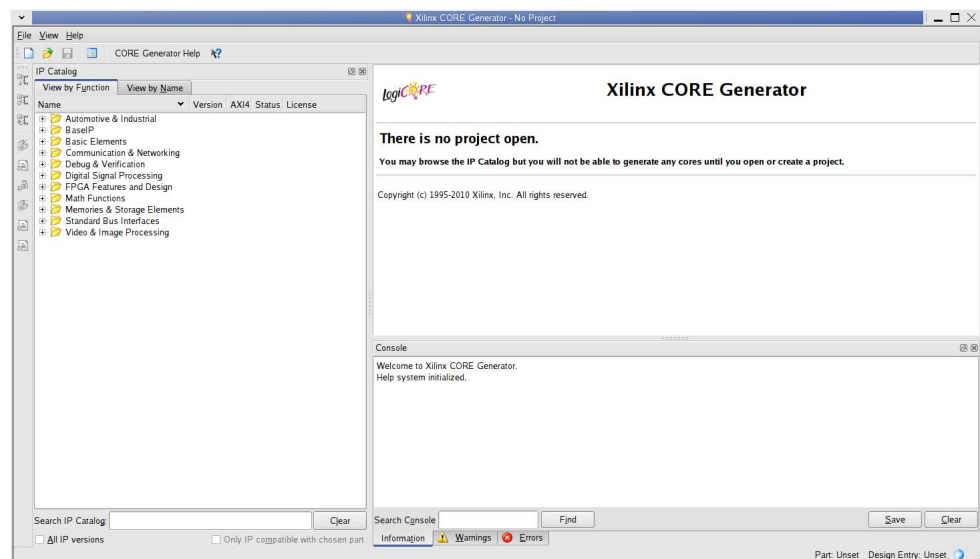 Xilinx CORE Generator - No Project
File View Help
CORE Generator Help
IP Catalog
View by Function View by Name
Name Version AXI4 Status License
Automotive & Industrial
BaseIP
Basic Elements
Communication & Networking
Debug & Verification
Digital Signal Processing
FPGA Features and Design
Math Functions
Memories & Storage Elements
Standard Bus Interfaces
Video & Image Processing
Search IP Catalog: Clear
All IP versions Only IP compatible with chosen part
LogiCORE
Xilinx CORE Generator
There is no project open.
You may browse the IP Catalog but you will not be able to generate any cores until you open or create a project.
Copyright (c) 1995-2010 Xilinx, Inc. All rights reserved.
Console
Welcome to Xilinx CORE Generator.
Help system initialized.
Search Console Find Save Clear
Information Warnings Errors
Part: Unset Design Entry: Unset